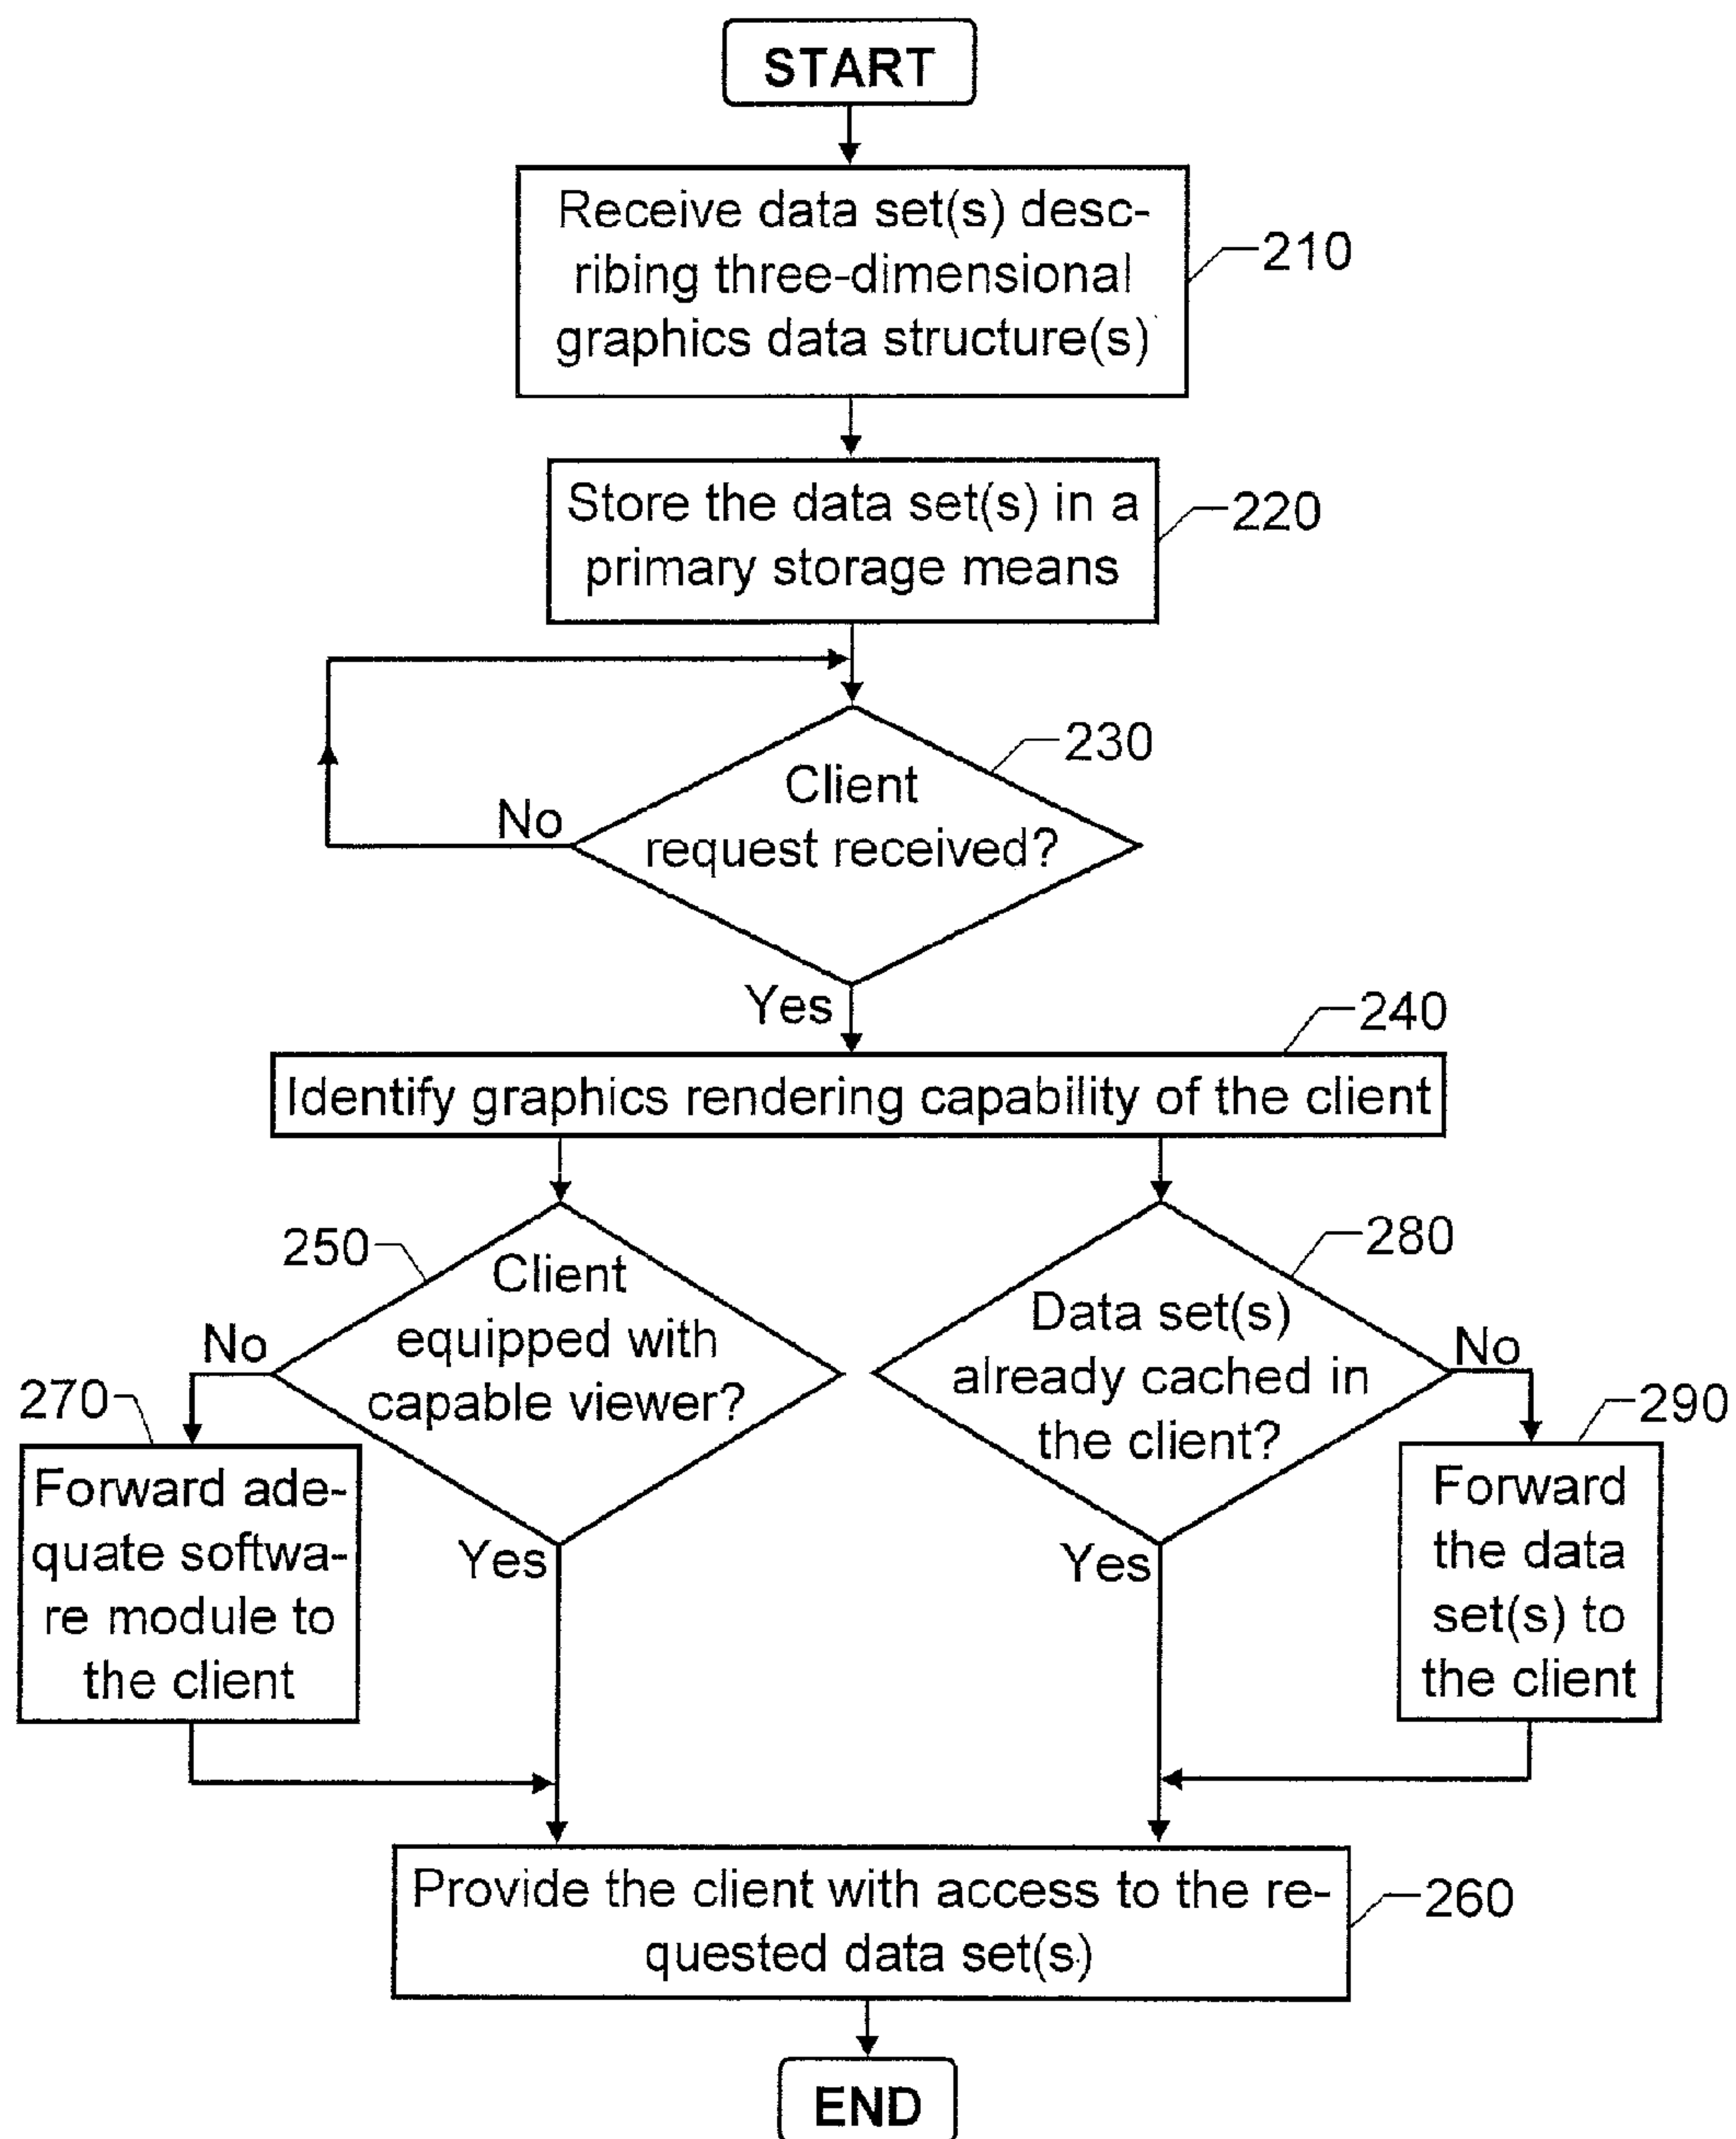 START
Receive data set(s) desc-
ribing three-dimensional
graphics data structure(s)
210
Store the data set(s) in a
primary storage means
220
230
Client
request received?
No
Yes
240
Identify graphics rendering capability of the client
250
Client
equipped with
capable viewer?
No
Yes
270
Forward ade-
quate softwa-
re module to
the client
280
Data set(s)
already cached in
the client?
No
Yes
290
Forward
the data
set(s) to
the client
Provide the client with access to the re-
quested data set(s)
260
END